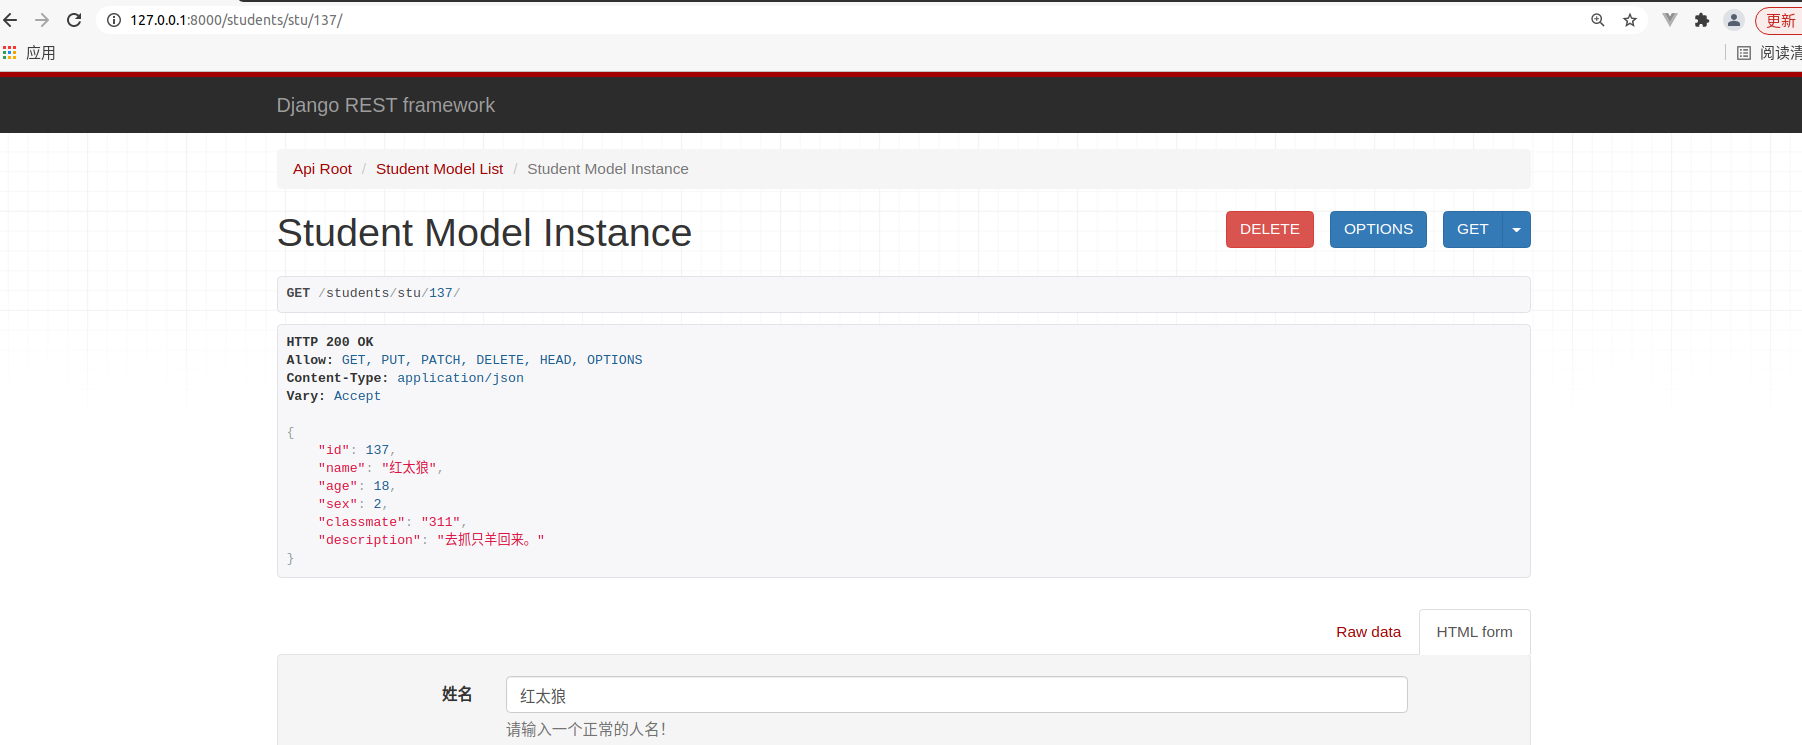 127.0.0.1:8000/students/stu/137/
更新
应用
阅读清
Django REST framework
Api Root / Student Model List / Student Model Instance
Student Model Instance
DELETE OPTIONS GET
GET /students/stu/137/
HTTP 200 OK
Allow: GET, PUT, PATCH, DELETE, HEAD, OPTIONS
Content-Type: application/json
Vary: Accept
{
"id": 137,
"name": "红太狼",
"age": 18,
"sex": 2,
"classmate": "311",
"description": "去抓只羊回来。"
}
Raw data HTML form
姓名 红太狼
请输入一个正常的人名！